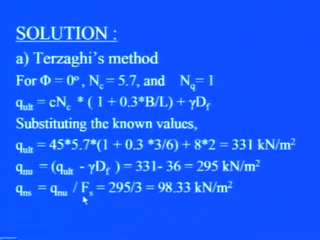 SOLUTION :
a) Terzaghi's method
For Φ = 0º , Nc = 5.7, and Nq= 1
qult = cNc * ( 1 + 0.3*B/L) + γDf
Substituting the known values,
qult = 45*5.7*(1 + 0.3 *3/6) + 8*2 = 331 kN/m²
qnu = (qult - γDf ) = 331- 36 = 295 kN/m²
qns = qnu / Fs = 295/3 = 98.33 kN/m²